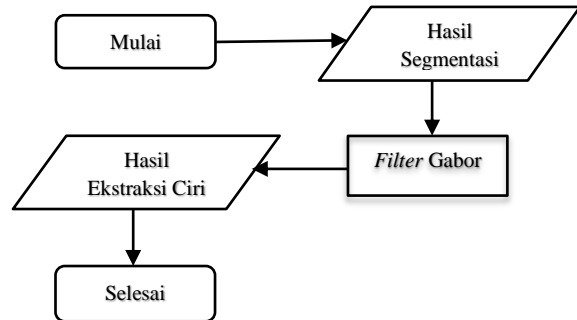 Mulai
Hasil
Segmentasi
Filter Gabor
Hasil
Ekstraksi Ciri
Selesai